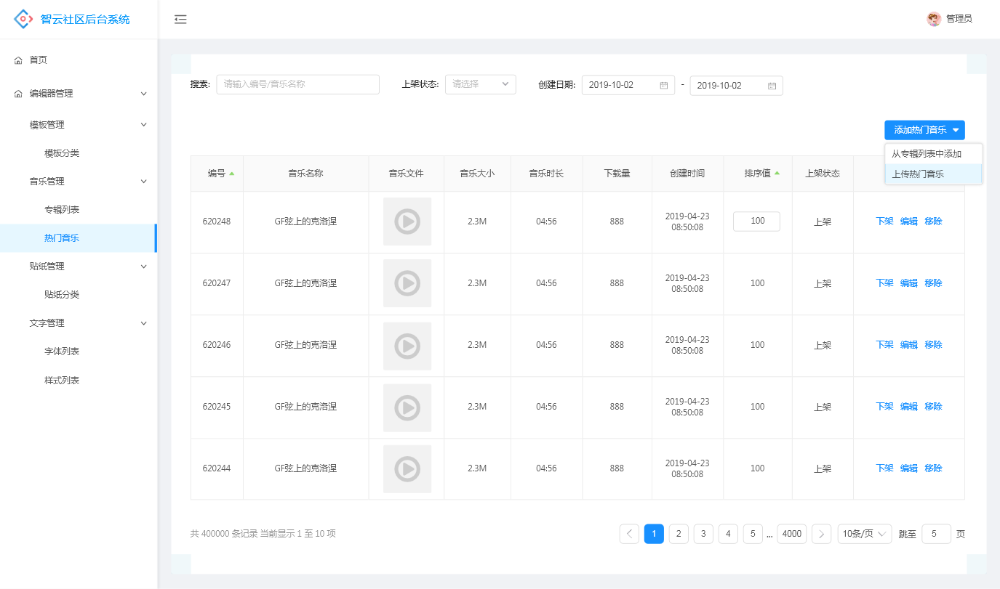 智云社区后台系统
管理员
首页
编辑器管理
模板管理
模板分类
音乐管理
专辑列表
热门音乐
贴纸管理
贴纸分类
文字管理
字体列表
样式列表
搜索: 请输入编号/音乐名称 上架状态: 请选择 创建日期: 2019-10-02 - 2019-10-02
添加热门音乐
从专辑列表中添加
上传热门音乐
编号 音乐名称 音乐文件 音乐大小 音乐时长 下载量 创建时间 排序值 上架状态
620248 GF弦上的克洛涅 2.3M 04:56 888 2019-04-23 08:50:08 100 上架 下架 编辑 移除
620247 GF弦上的克洛涅 2.3M 04:56 888 2019-04-23 08:50:08 100 上架 下架 编辑 移除
620246 GF弦上的克洛涅 2.3M 04:56 888 2019-04-23 08:50:08 100 上架 下架 编辑 移除
620245 GF弦上的克洛涅 2.3M 04:56 888 2019-04-23 08:50:08 100 上架 下架 编辑 移除
620244 GF弦上的克洛涅 2.3M 04:56 888 2019-04-23 08:50:08 100 上架 下架 编辑 移除
共 400000 条记录 当前显示 1 至 10 项 1 2 3 4 5 ... 4000 10条/页 跳至 5 页